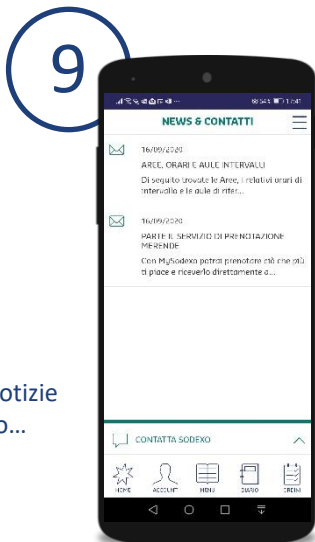 9
17:41
NEWS & CONTATTI
16/09/2020
AREE, ORARI E AULE INTERVALLI
Di seguito trovate le Aree, i relativi orari di
intervallo e le aule di rifer...
16/09/2020
PARTE IL SERVIZIO DI PRENOTAZIONE
MERENDE
Con MySodexo potrai prenotare ciò che più
ti piace e riceverlo direttamente a...
otizie
o...
CONTATTA SODEXO
HOME ACCOUNT MENU DIARIO ORDINI